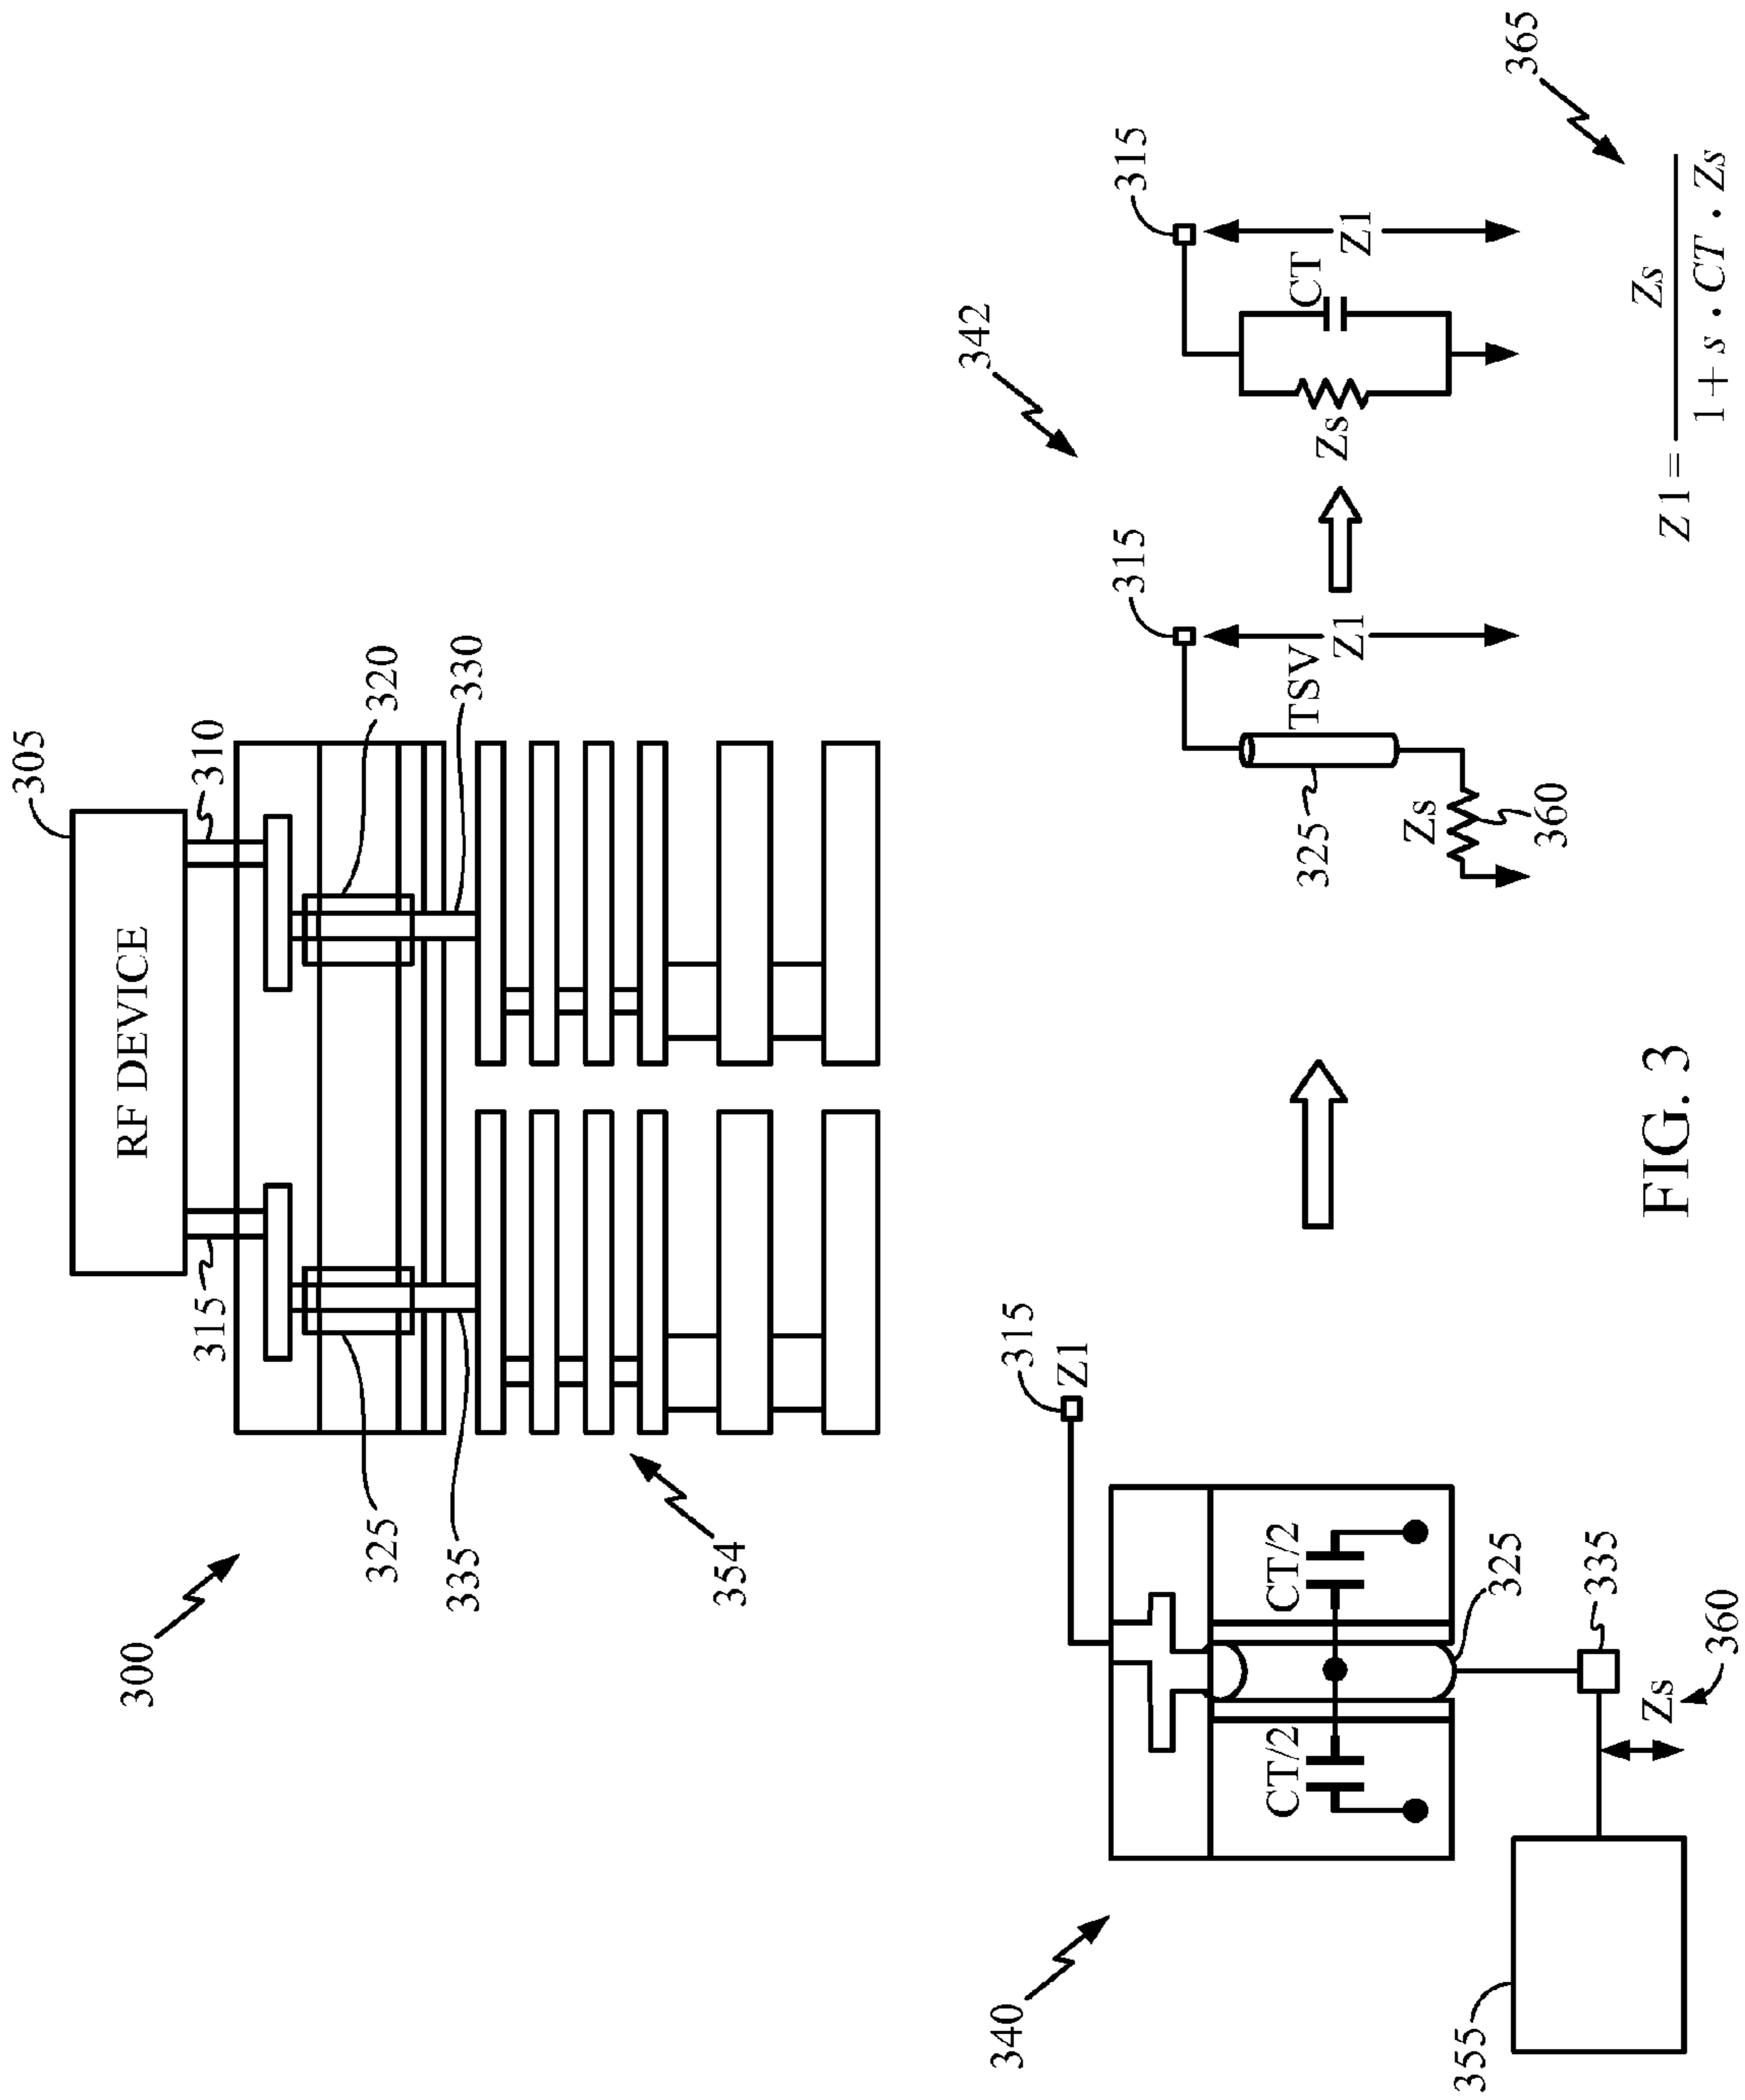 300
305
RF DEVICE
315
310
325
320
335
330
354
340
315
Z1
CT/2
CT/2
325
335
Zs
360
355
342
315
TSV
Z1
325
Zs
360
315
Zs
CT
Z1
365
Z1 = Zs / 1 + s · CT · Zs
FIG. 3